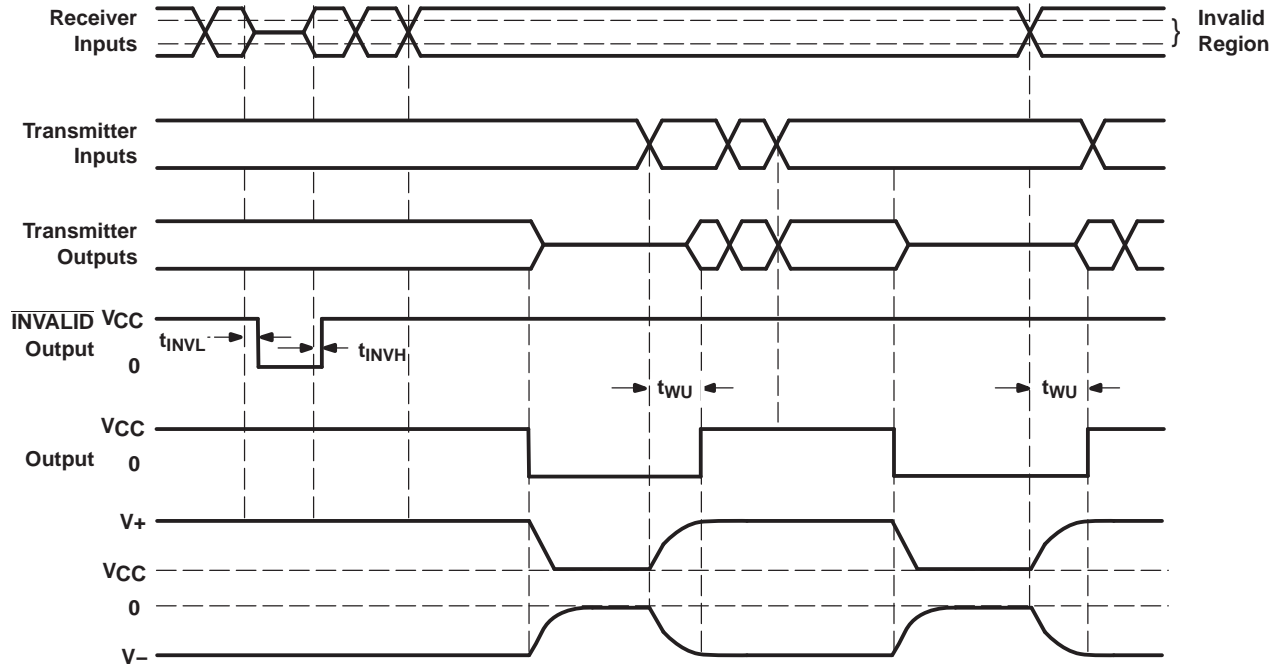 Receiver
Inputs
Invalid
Region
}
Transmitter
Inputs
Transmitter
Outputs
INVALID
Output
VCC
0
tINVL
tINVH
tWU
tWU
Output
VCC
0
V+
VCC
0
V−